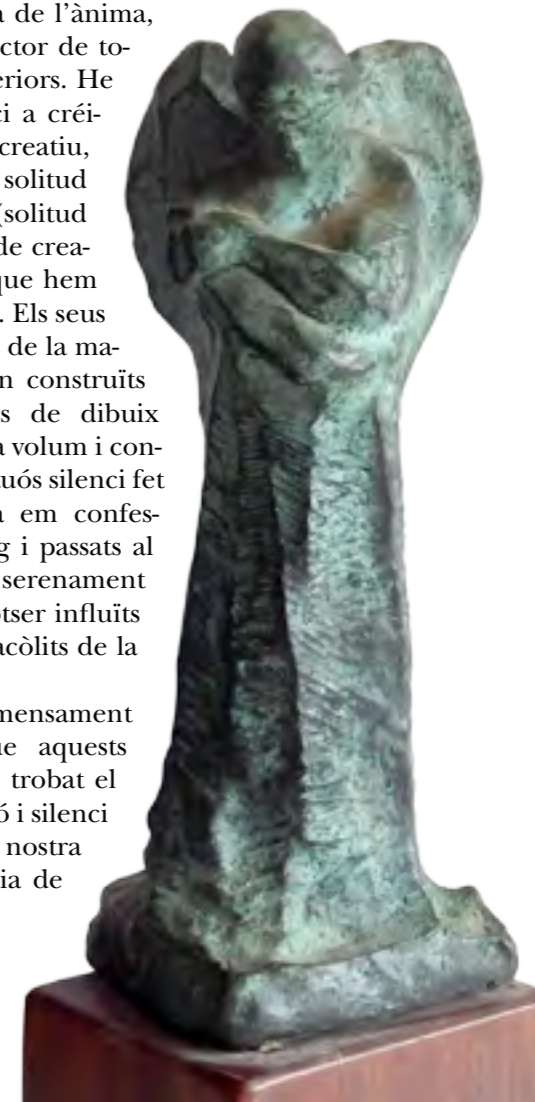 a de l'ànima,
ctor de to-
eriors. He
ci a créi-
creatiu,
solitud
(solitud
de crea-
que hem
. Els seus
de la ma-
n construïts
s de dibuix
a volum i con-
uós silenci fet
a em confes-
g i passats al
serenament
otser influïts
acòlits de la
mensament
ue aquests
trobat el
ó i silenci
nostra
ia de